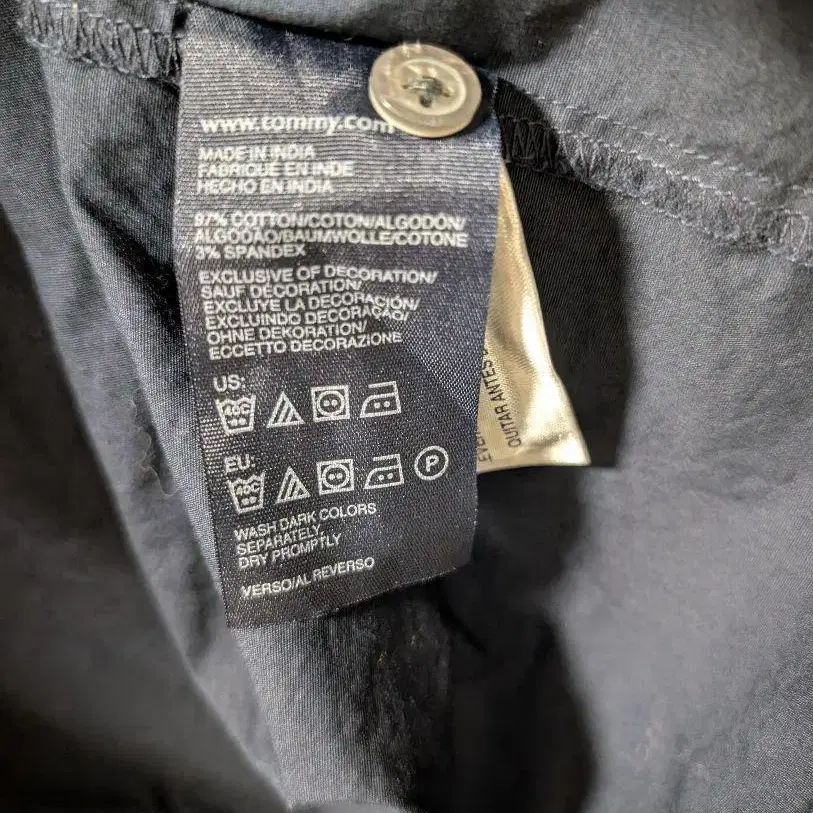 www.tommy.com
MADE IN INDIA
FABRIQUÉ EN INDE
HECHO EN INDIA
97% COTTON/COTON/ALGODÓN/
ALGODÃO/BAUMWOLLE/COTONE
3% SPANDEX
EXCLUSIVE OF DECORATION/
SAUF DÉCORATION/
EXCLUYE LA DECORACIÓN/
EXCLUINDO DECORAÇÃO/
OHNE DEKORATION/
ECCETTO DECORAZIONE
US:
40C
EU:
40C
P
WASH DARK COLORS
SEPARATELY
DRY PROMPTLY
VERSO/AL REVERSO
QUITAR ANTES